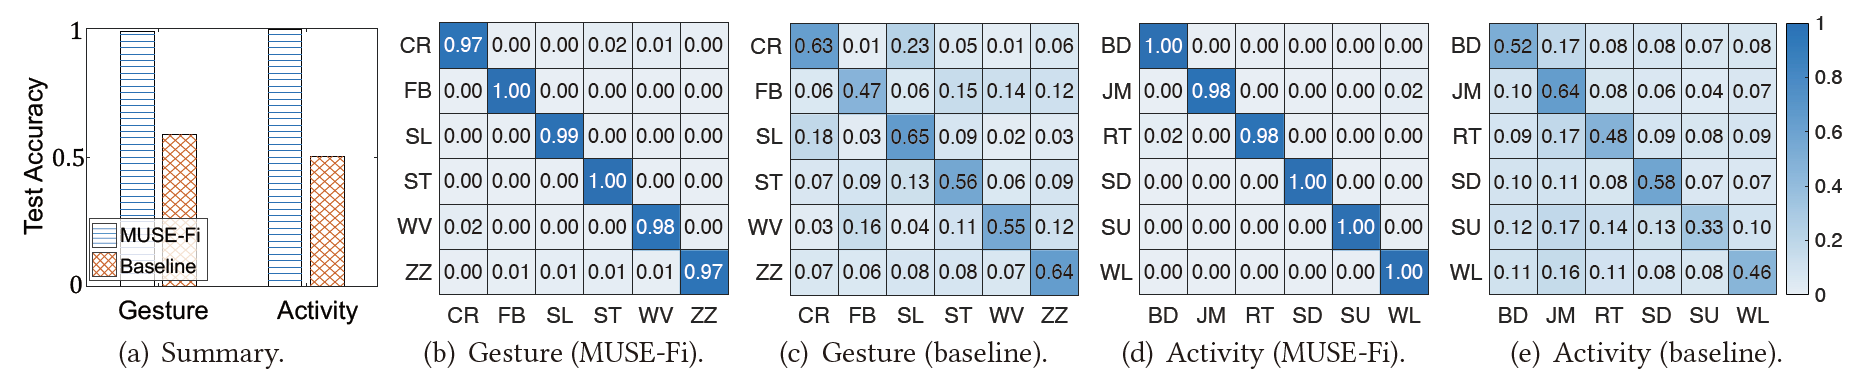 Test Accuracy
1
0.5
0
MUSE-Fi
Baseline
Gesture Activity
(a) Summary.
CR 0.97 0.00 0.00 0.02 0.01 0.00
FB 0.00 1.00 0.00 0.00 0.00 0.00
SL 0.00 0.00 0.99 0.00 0.00 0.00
ST 0.00 0.00 0.00 1.00 0.00 0.00
WV 0.02 0.00 0.00 0.00 0.98 0.00
ZZ 0.00 0.01 0.01 0.01 0.01 0.97
CR FB SL ST WV ZZ
(b) Gesture (MUSE-Fi).
CR 0.63 0.01 0.23 0.05 0.01 0.06
FB 0.06 0.47 0.06 0.15 0.14 0.12
SL 0.18 0.03 0.65 0.09 0.02 0.03
ST 0.07 0.09 0.13 0.56 0.06 0.09
WV 0.03 0.16 0.04 0.11 0.55 0.12
ZZ 0.07 0.06 0.08 0.08 0.07 0.64
CR FB SL ST WV ZZ
(c) Gesture (baseline).
BD 1.00 0.00 0.00 0.00 0.00 0.00
JM 0.00 0.98 0.00 0.00 0.00 0.02
RT 0.02 0.00 0.98 0.00 0.00 0.00
SD 0.00 0.00 0.00 1.00 0.00 0.00
SU 0.00 0.00 0.00 0.00 1.00 0.00
WL 0.00 0.00 0.00 0.00 0.00 1.00
BD JM RT SD SU WL
(d) Activity (MUSE-Fi).
BD 0.52 0.17 0.08 0.08 0.07 0.08
JM 0.10 0.64 0.08 0.06 0.04 0.07
RT 0.09 0.17 0.48 0.09 0.08 0.09
SD 0.10 0.11 0.08 0.58 0.07 0.07
SU 0.12 0.17 0.14 0.13 0.33 0.10
WL 0.11 0.16 0.11 0.08 0.08 0.46
BD JM RT SD SU WL
1
0.8
0.6
0.4
0.2
0
(e) Activity (baseline).